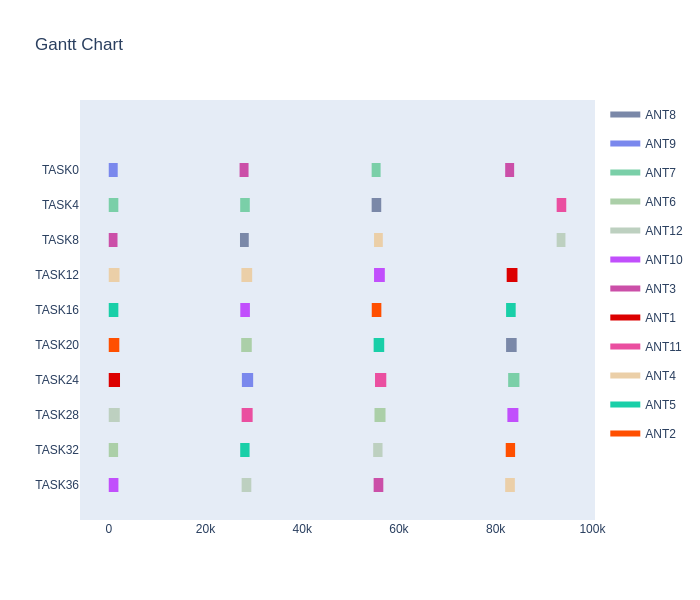 Gantt Chart
TASK0
TASK4
TASK8
TASK12
TASK16
TASK20
TASK24
TASK28
TASK32
TASK36
0 20k 40k 60k 80k 100k
ANT8
ANT9
ANT7
ANT6
ANT12
ANT10
ANT3
ANT1
ANT11
ANT4
ANT5
ANT2